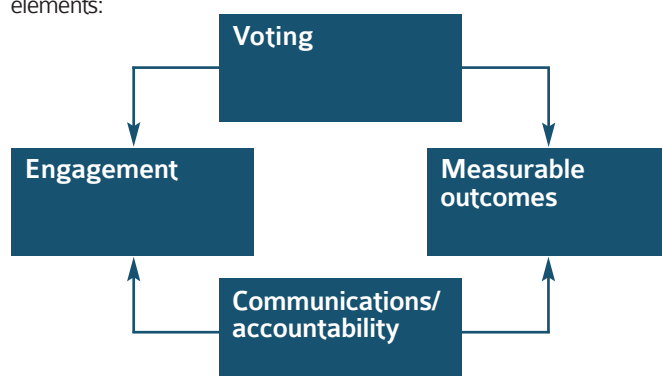 elements:
Voting
Engagement
Measurable
outcomes
Communications/
accountability